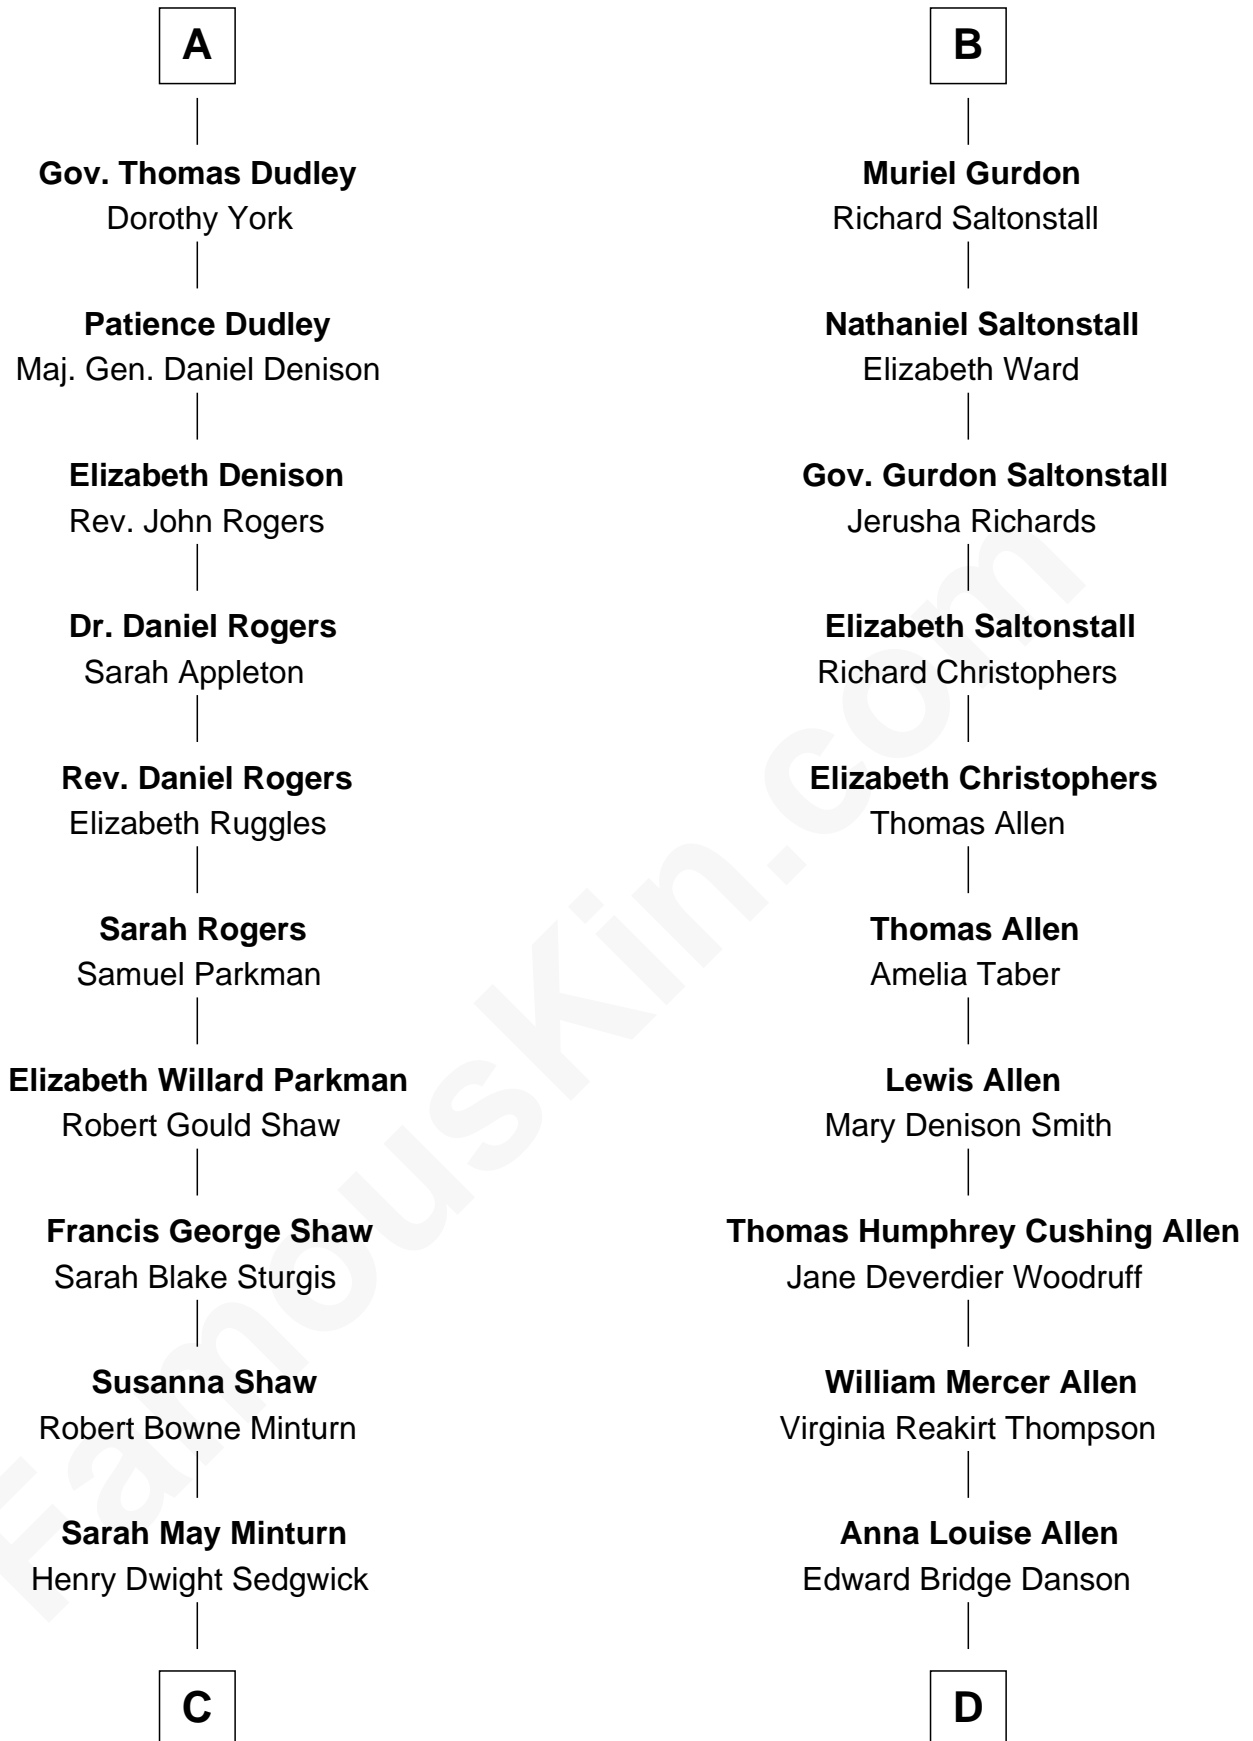 A
Gov. Thomas Dudley
Dorothy York
Patience Dudley
Maj. Gen. Daniel Denison
Elizabeth Denison
Rev. John Rogers
Dr. Daniel Rogers
Sarah Appleton
Rev. Daniel Rogers
Elizabeth Ruggles
Sarah Rogers
Samuel Parkman
Elizabeth Willard Parkman
Robert Gould Shaw
Francis George Shaw
Sarah Blake Sturgis
Susanna Shaw
Robert Bowne Minturn
Sarah May Minturn
Henry Dwight Sedgwick
C
B
Muriel Gurdon
Richard Saltonstall
Nathaniel Saltonstall
Elizabeth Ward
Gov. Gurdon Saltonstall
Jerusha Richards
Elizabeth Saltonstall
Richard Christophers
Elizabeth Christophers
Thomas Allen
Thomas Allen
Amelia Taber
Lewis Allen
Mary Denison Smith
Thomas Humphrey Cushing Allen
Jane Deverdier Woodruff
William Mercer Allen
Virginia Reakirt Thompson
Anna Louise Allen
Edward Bridge Danson
D
FamousKin.com